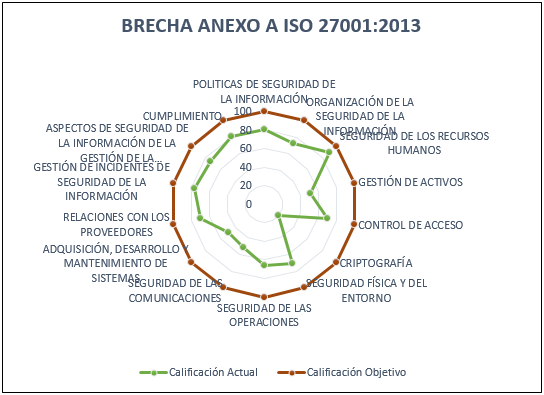 BRECHA ANEXO A ISO 27001:2013
POLITICAS DE SEGURIDAD DE
LA INFORMACIÓN
ORGANIZACIÓN DE LA
SEGURIDAD DE LA
INFORMACIÓN
SEGURIDAD DE LOS RECURSOS
HUMANOS
GESTIÓN DE ACTIVOS
CONTROL DE ACCESO
CRIPTOGRAFÍA
SEGURIDAD FÍSICA Y DEL
ENTORNO
SEGURIDAD DE LAS
OPERACIONES
SEGURIDAD DE LAS
COMUNICACIONES
ADQUISICIÓN, DESARROLLO Y
MANTENIMIENTO DE
SISTEMAS
RELACIONES CON LOS
PROVEEDORES
GESTIÓN DE INCIDENTES DE
SEGURIDAD DE LA
INFORMACIÓN
ASPECTOS DE SEGURIDAD DE
LA INFORMACIÓN DE LA
GESTIÓN DE LA...
CUMPLIMIENTO
100
80
60
40
20
0
Calificación Actual
Calificación Objetivo